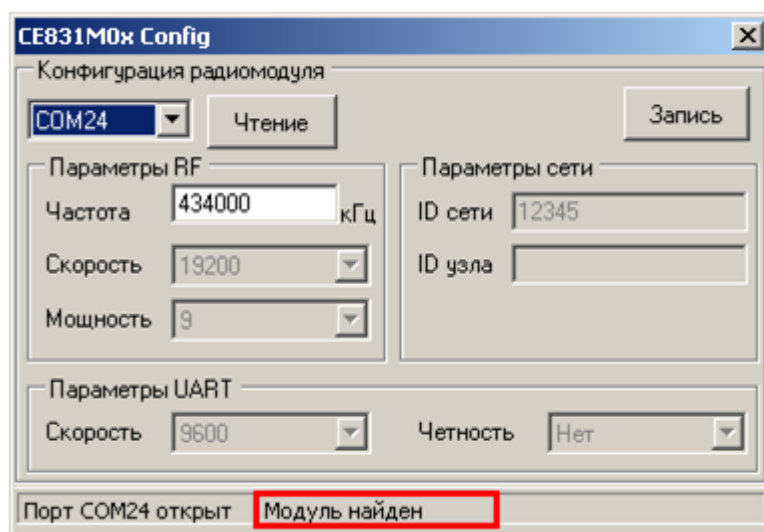 CE831M0x Config
Конфигурация радиомодуля
COM24 Чтение Запись
Параметры RF
Частота 434000 кГц
Скорость 19200
Мощность 9
Параметры сети
ID сети 12345
ID узла
Параметры UART
Скорость 9600 Четность Нет
Порт COM24 открыт Модуль найден